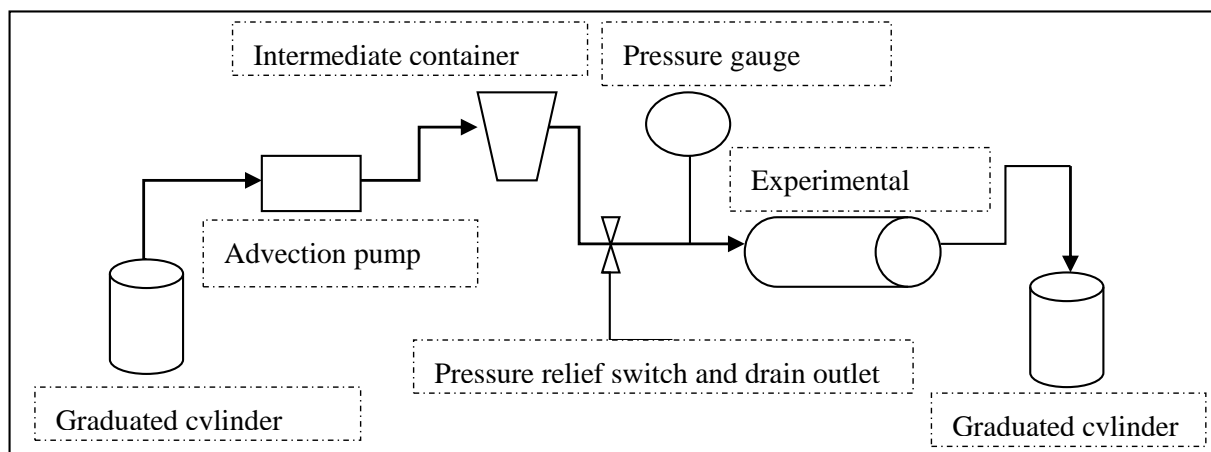 Intermediate container
Pressure gauge
Experimental
Advection pump
Pressure relief switch and drain outlet
Graduated cvlinder
Graduated cvlinder